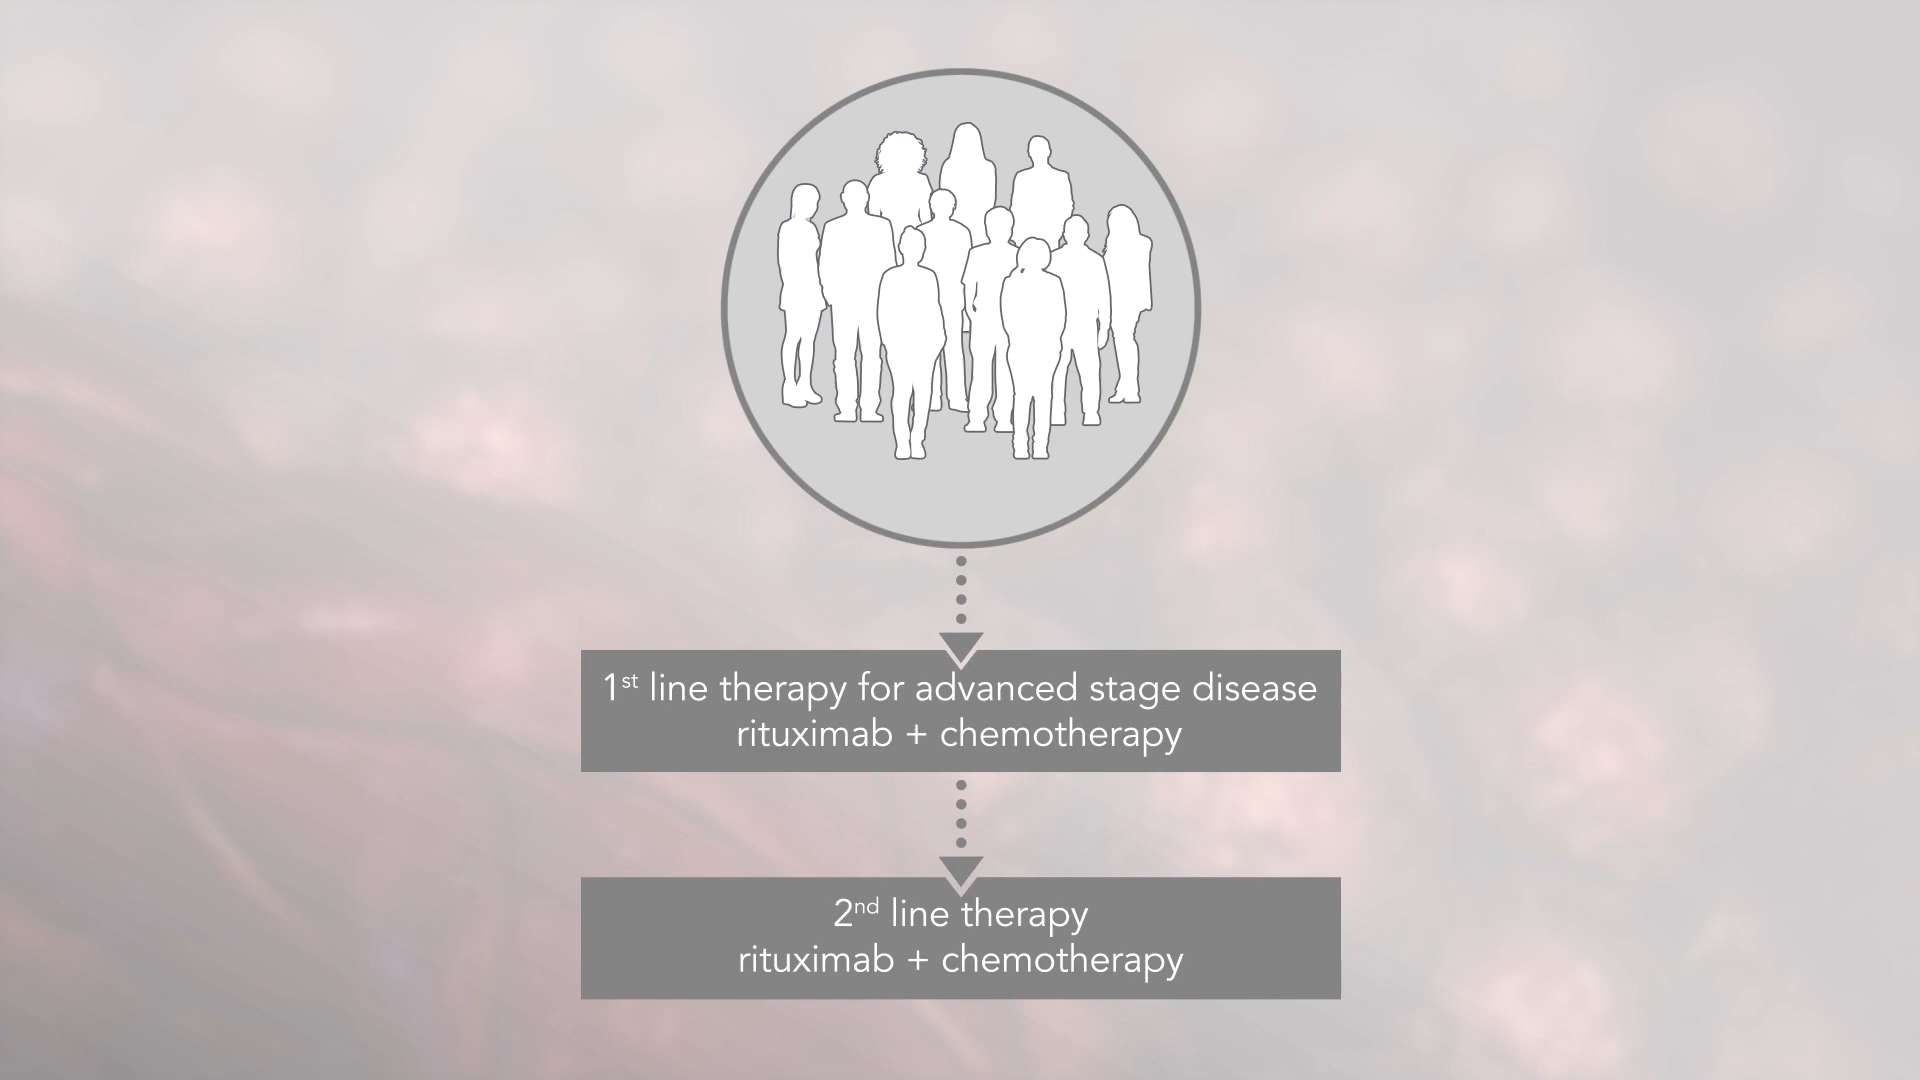 1st line therapy for advanced stage disease
rituximab + chemotherapy
2nd line therapy
rituximab + chemotherapy